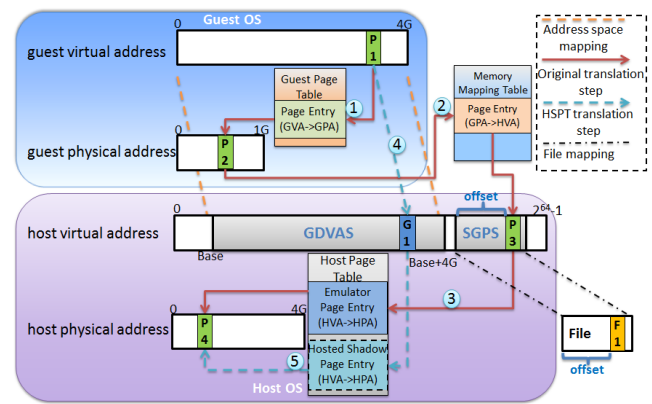 Guest OS
0
4G
guest virtual address
P
1
Guest Page
Table
Page Entry
(GVA->GPA)
1
2
Memory
Mapping Table
Page Entry
(GPA->HVA)
Address space
mapping
Original translation
step
HSPT translation
step
File mapping
0
1G
guest physical address
P
2
4
0
host virtual address
Base
GDVAS
G
1
Base+4G
offset
SGPS
P
3
2^64-1
Host Page
Table
Emulator
Page Entry
(HVA->HPA)
3
0
4G
host physical address
P
4
Hosted Shadow
Page Entry
(HVA->HPA)
5
Host OS
File
F
1
offset